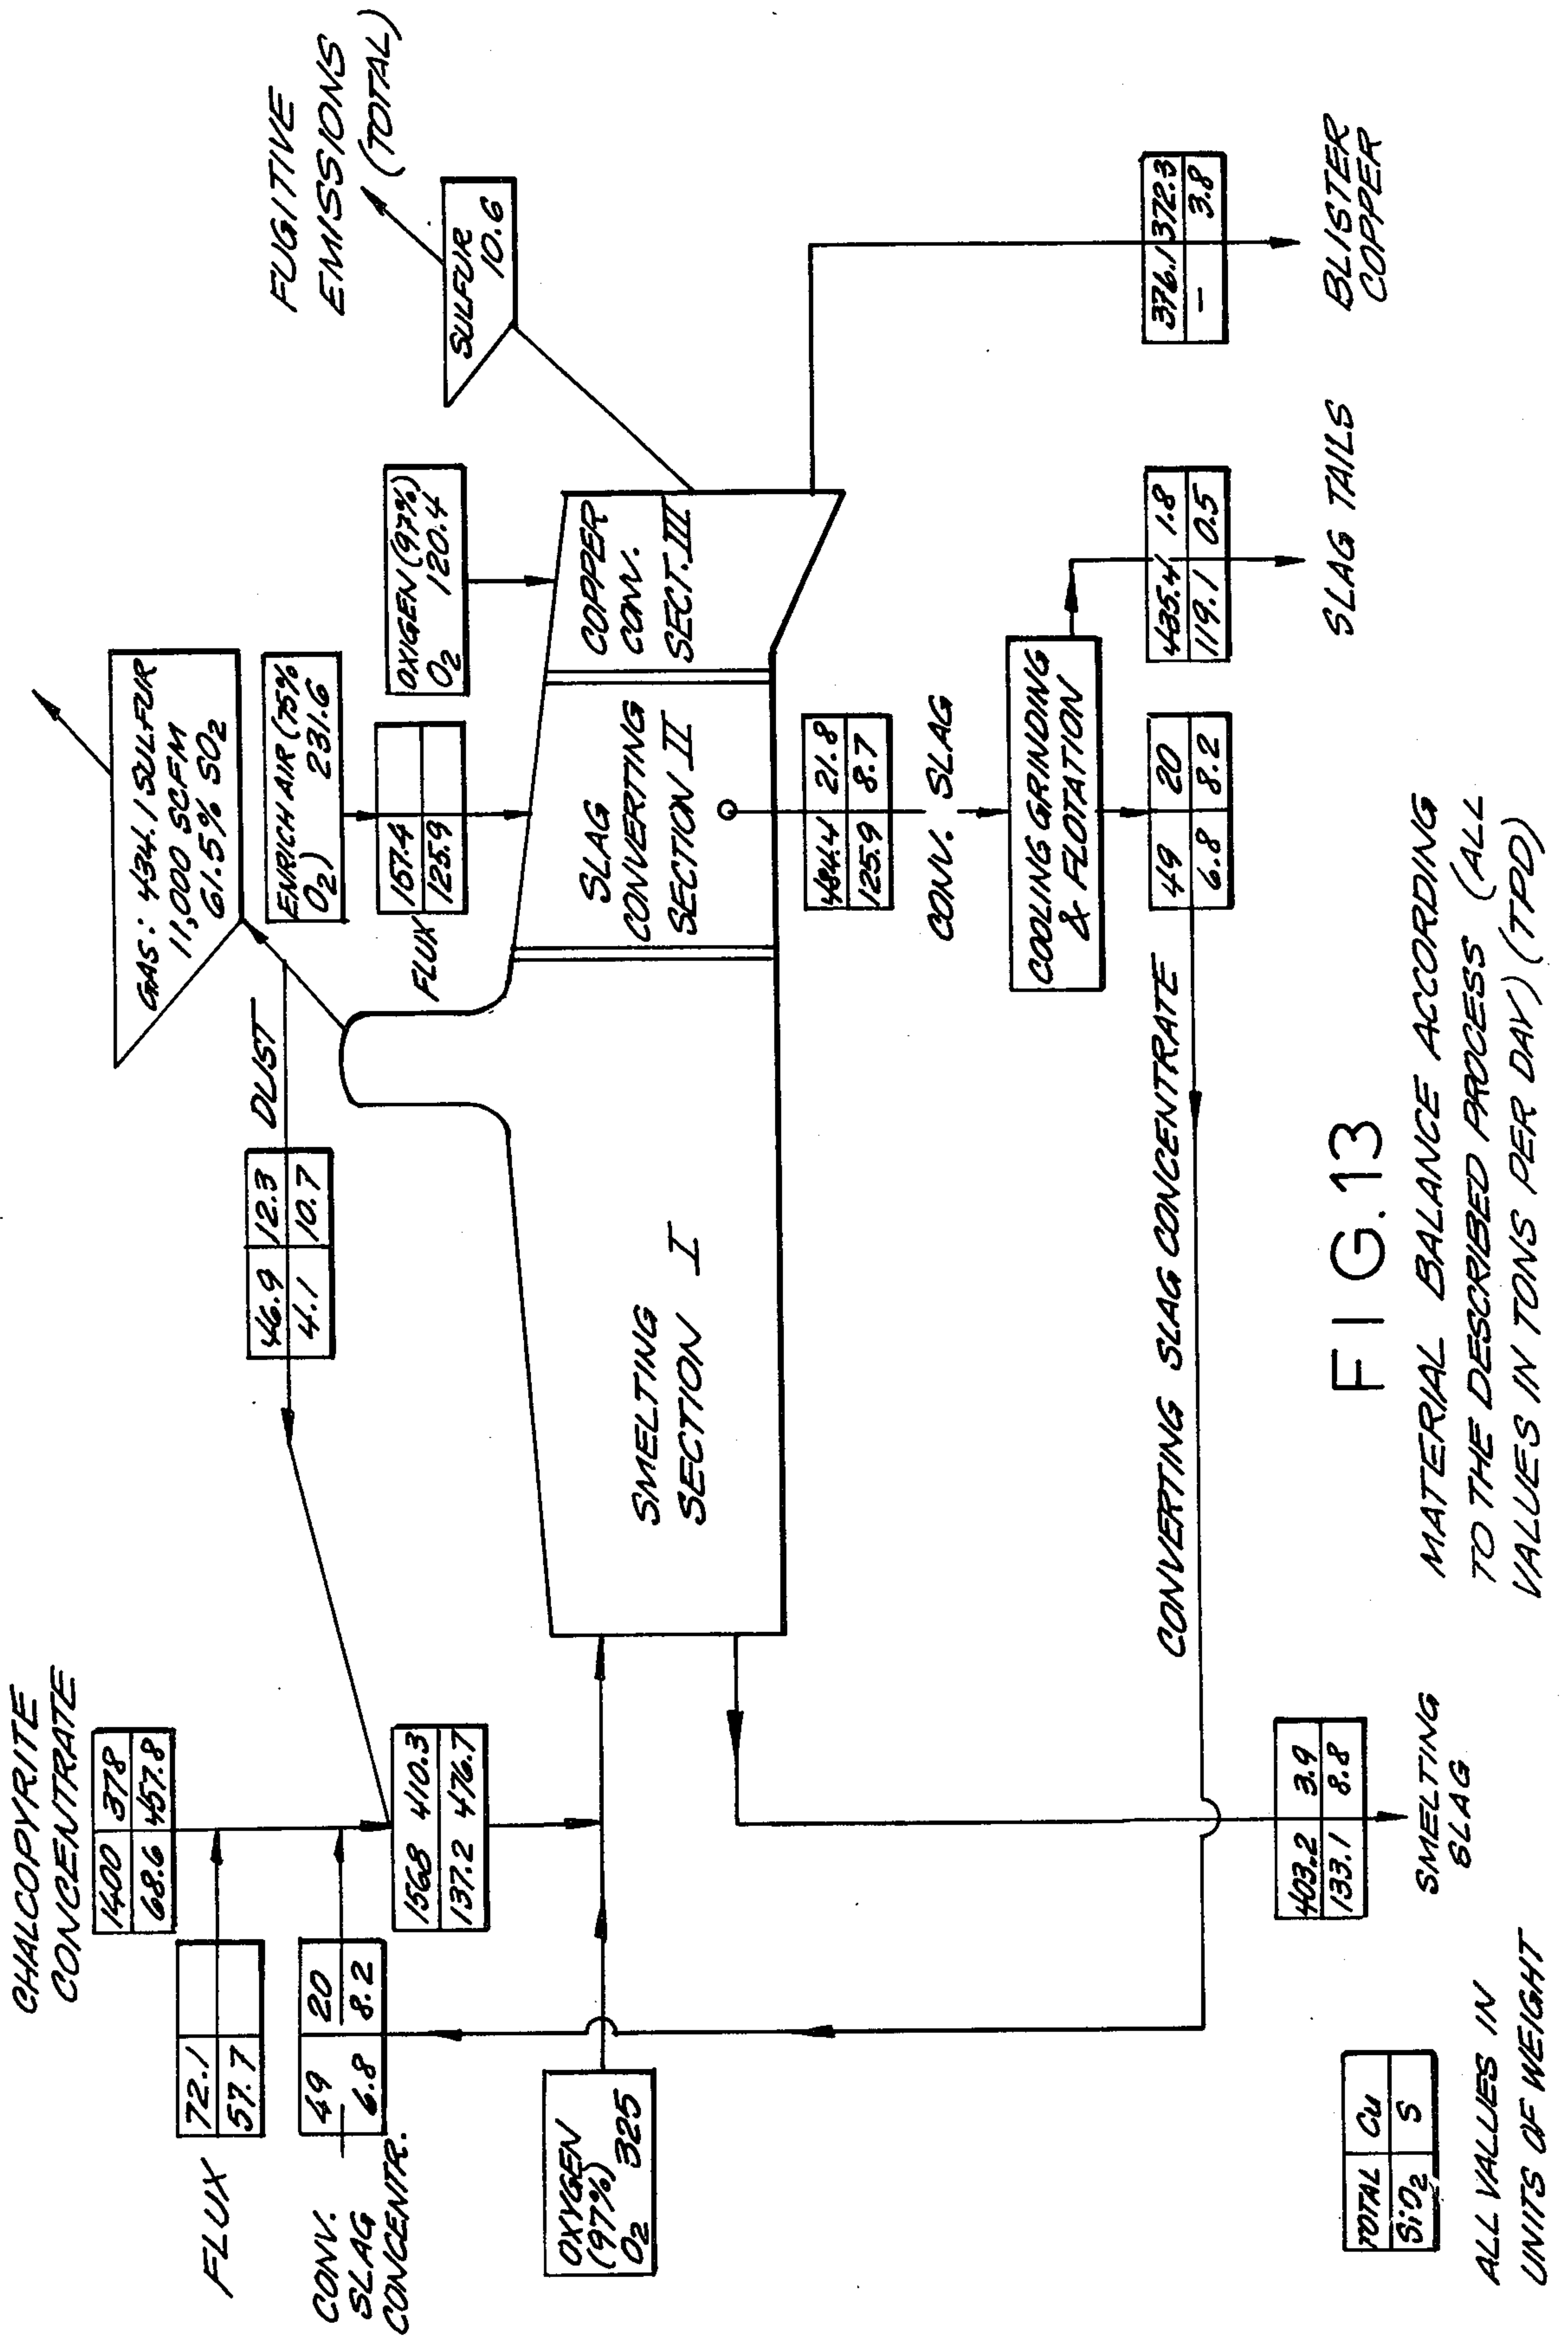 CHALCOPYRITE
CONCENTRATE
1400 378
68.6 457.8
FLUX
72.1
57.7
CONV.
SLAG
CONCENTR.
49 20
6.8 8.2
1568 410.3
137.2 476.7
OXYGEN
(97%)
O2 325
DUST
46.9 12.3
4.1 10.7
GAS: 434.1 SULFUR
11,000 SCFM
61.5% SO2
ENRICH AIR (75%
O2) 231.6
FLUX
157.4
125.9
OXIGEN (97%)
O2 120.4
SULFUR
10.6
FUGITIVE
EMISSIONS
(TOTAL)
SMELTING
SECTION I
SLAG
CONVERTING
SECTION II
COPPER
CONV.
SECT. III
484.4 21.8
125.9 8.7
CONV. SLAG
COOLING GRINDING
& FLOTATION
49 20
6.8 8.2
435.4 1.8
119.1 0.5
SLAG TAILS
376.1 372.3
— 3.8
BLISTER
COPPER
CONVERTING SLAG CONCENTRATE
403.2 3.9
133.1 8.8
SMELTING
SLAG
TOTAL Cu
SiO2 S
ALL VALUES IN
UNITS OF WEIGHT
FIG.13
MATERIAL BALANCE ACCORDING
TO THE DESCRIBED PROCESS (ALL
VALUES IN TONS PER DAY) (TPD)